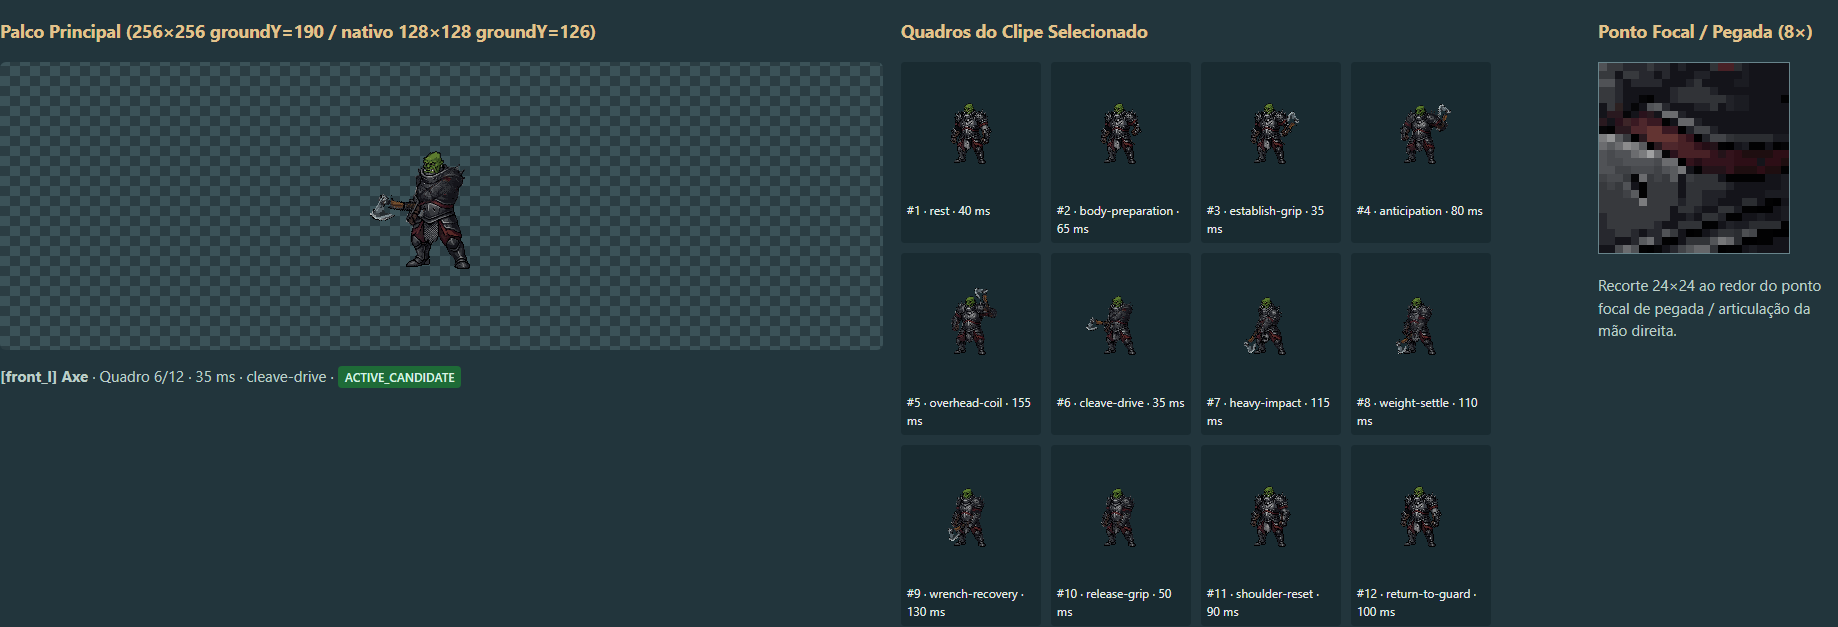 Palco Principal (256×256 groundY=190 / nativo 128×128 groundY=126)
[front_l] Axe · Quadro 6/12 · 35 ms · cleave-drive · ACTIVE_CANDIDATE
Quadros do Clipe Selecionado
#1 · rest · 40 ms
#2 · body-preparation ·
65 ms
#3 · establish-grip · 35
ms
#4 · anticipation · 80 ms
#5 · overhead-coil · 155
ms
#6 · cleave-drive · 35 ms
#7 · heavy-impact · 115
ms
#8 · weight-settle · 110
ms
#9 · wrench-recovery ·
130 ms
#10 · release-grip · 50
ms
#11 · shoulder-reset ·
90 ms
#12 · return-to-guard ·
100 ms
Ponto Focal / Pegada (8×)
Recorte 24×24 ao redor do ponto
focal de pegada / articulação da
mão direita.